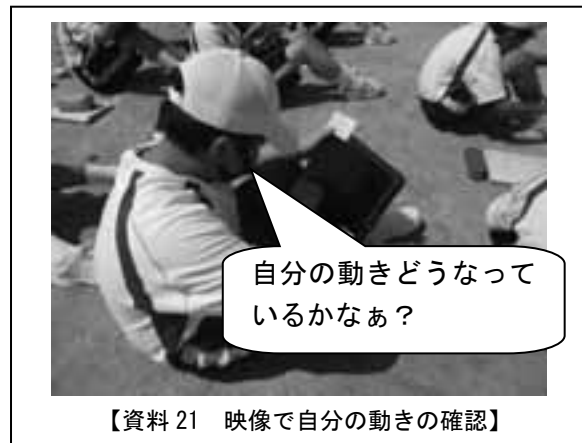 自分の動きどうなって
いるかなぁ？
【資料 21　映像で自分の動きの確認】